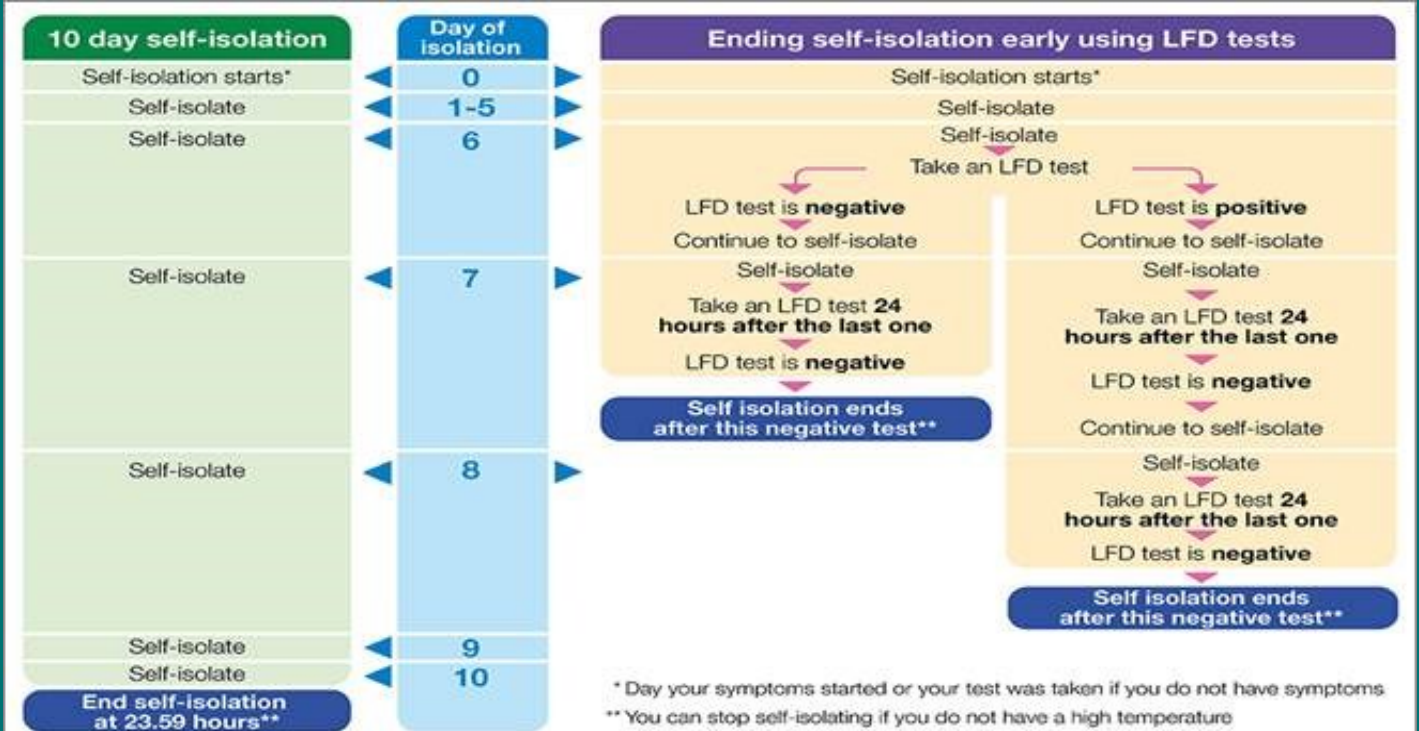 10 day self-isolation
Day of
isolation
Ending self-isolation early using LFD tests
Self-isolation starts*
0
Self-isolation starts*
Self-isolate
1-5
Self-isolate
Self-isolate
6
Self-isolate
Take an LFD test
LFD test is negative
Continue to self-isolate
LFD test is positive
Continue to self-isolate
Self-isolate
7
Self-isolate
Take an LFD test 24
hours after the last one
LFD test is negative
Self isolation ends
after this negative test**
Self-isolate
Take an LFD test 24
hours after the last one
LFD test is negative
Continue to self-isolate
Self-isolate
8
Self-isolate
Take an LFD test 24
hours after the last one
LFD test is negative
Self isolation ends
after this negative test**
Self-isolate
9
Self-isolate
10
End self-isolation
at 23.59 hours**
* Day your symptoms started or your test was taken if you do not have symptoms
** You can stop self-isolating if you do not have a high temperature